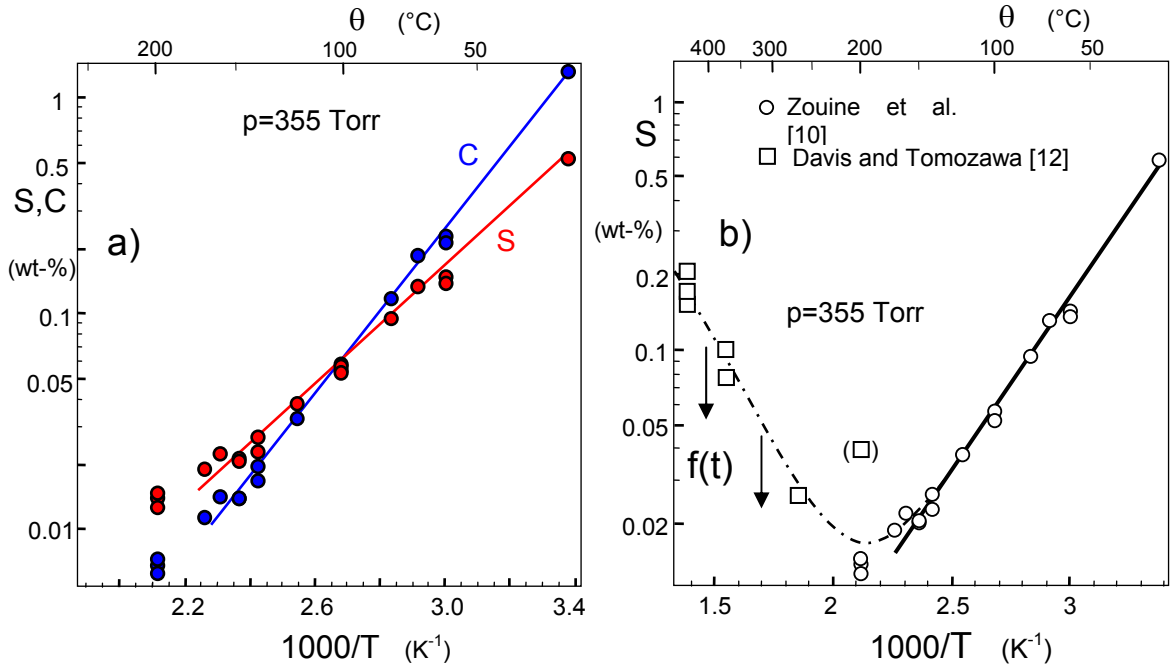 θ (°C)
200 100 50
1
0.5
0.1
0.05
0.01
S,C
(wt-%)
a)
p=355 Torr
C
S
2.2 2.6 3.0 3.4
1000/T (K⁻¹)
θ (°C)
400 300 200 100 50
1
0.5
0.2
0.1
0.05
0.02
S
(wt-%)
b)
Zouine et al.
[10]
Davis and Tomozawa [12]
p=355 Torr
f(t)
( )
1.5 2 2.5 3
1000/T (K⁻¹)